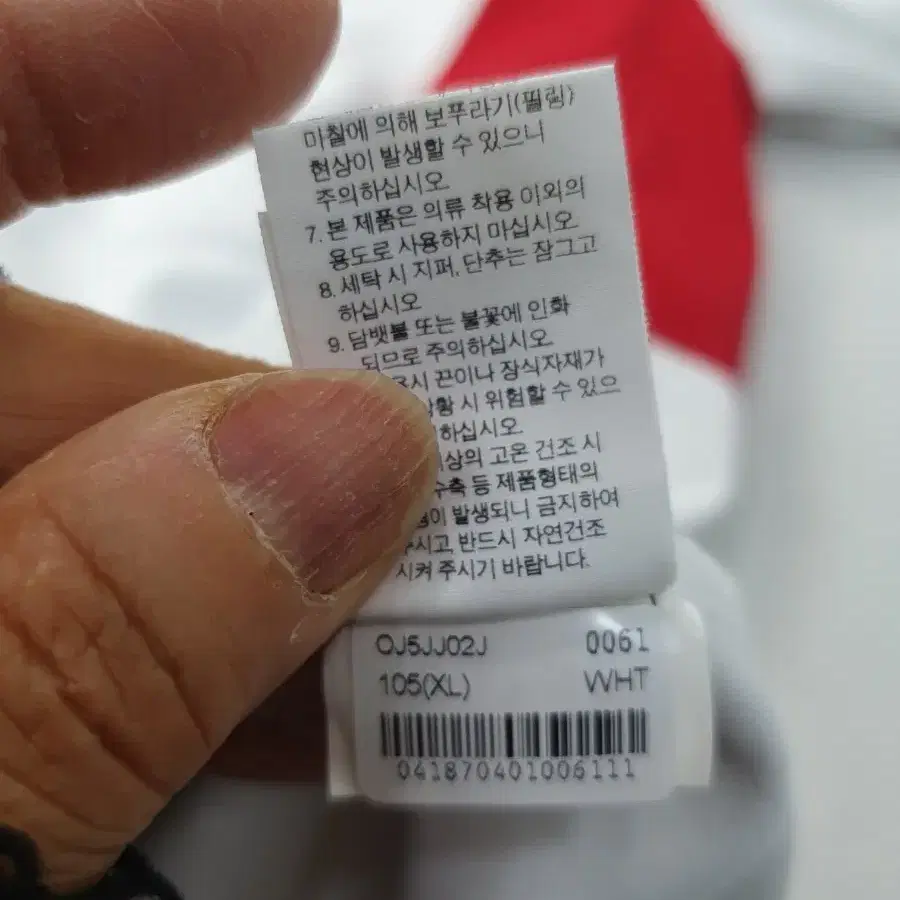 마찰에 의해 보푸라기(필링)
현상이 발생할 수 있으니
주의하십시오.
7. 본 제품은 의류 착용 이외의
용도로 사용하지 마십시오.
8. 세탁 시 지퍼, 단추는 잠그고
하십시오
9. 담뱃불 또는 불꽃에 인화
되므로 주의하십시오.
끈이나 장식자재가
시 위험할 수 있으
하십시오.
고온 건조 시
수축 등 제품형태의
발생되니 금지하여
주시고, 반드시 자연건조
시켜 주시기 바랍니다.
OJ5JJ02J 0061
105(XL) WHT
041870401006111